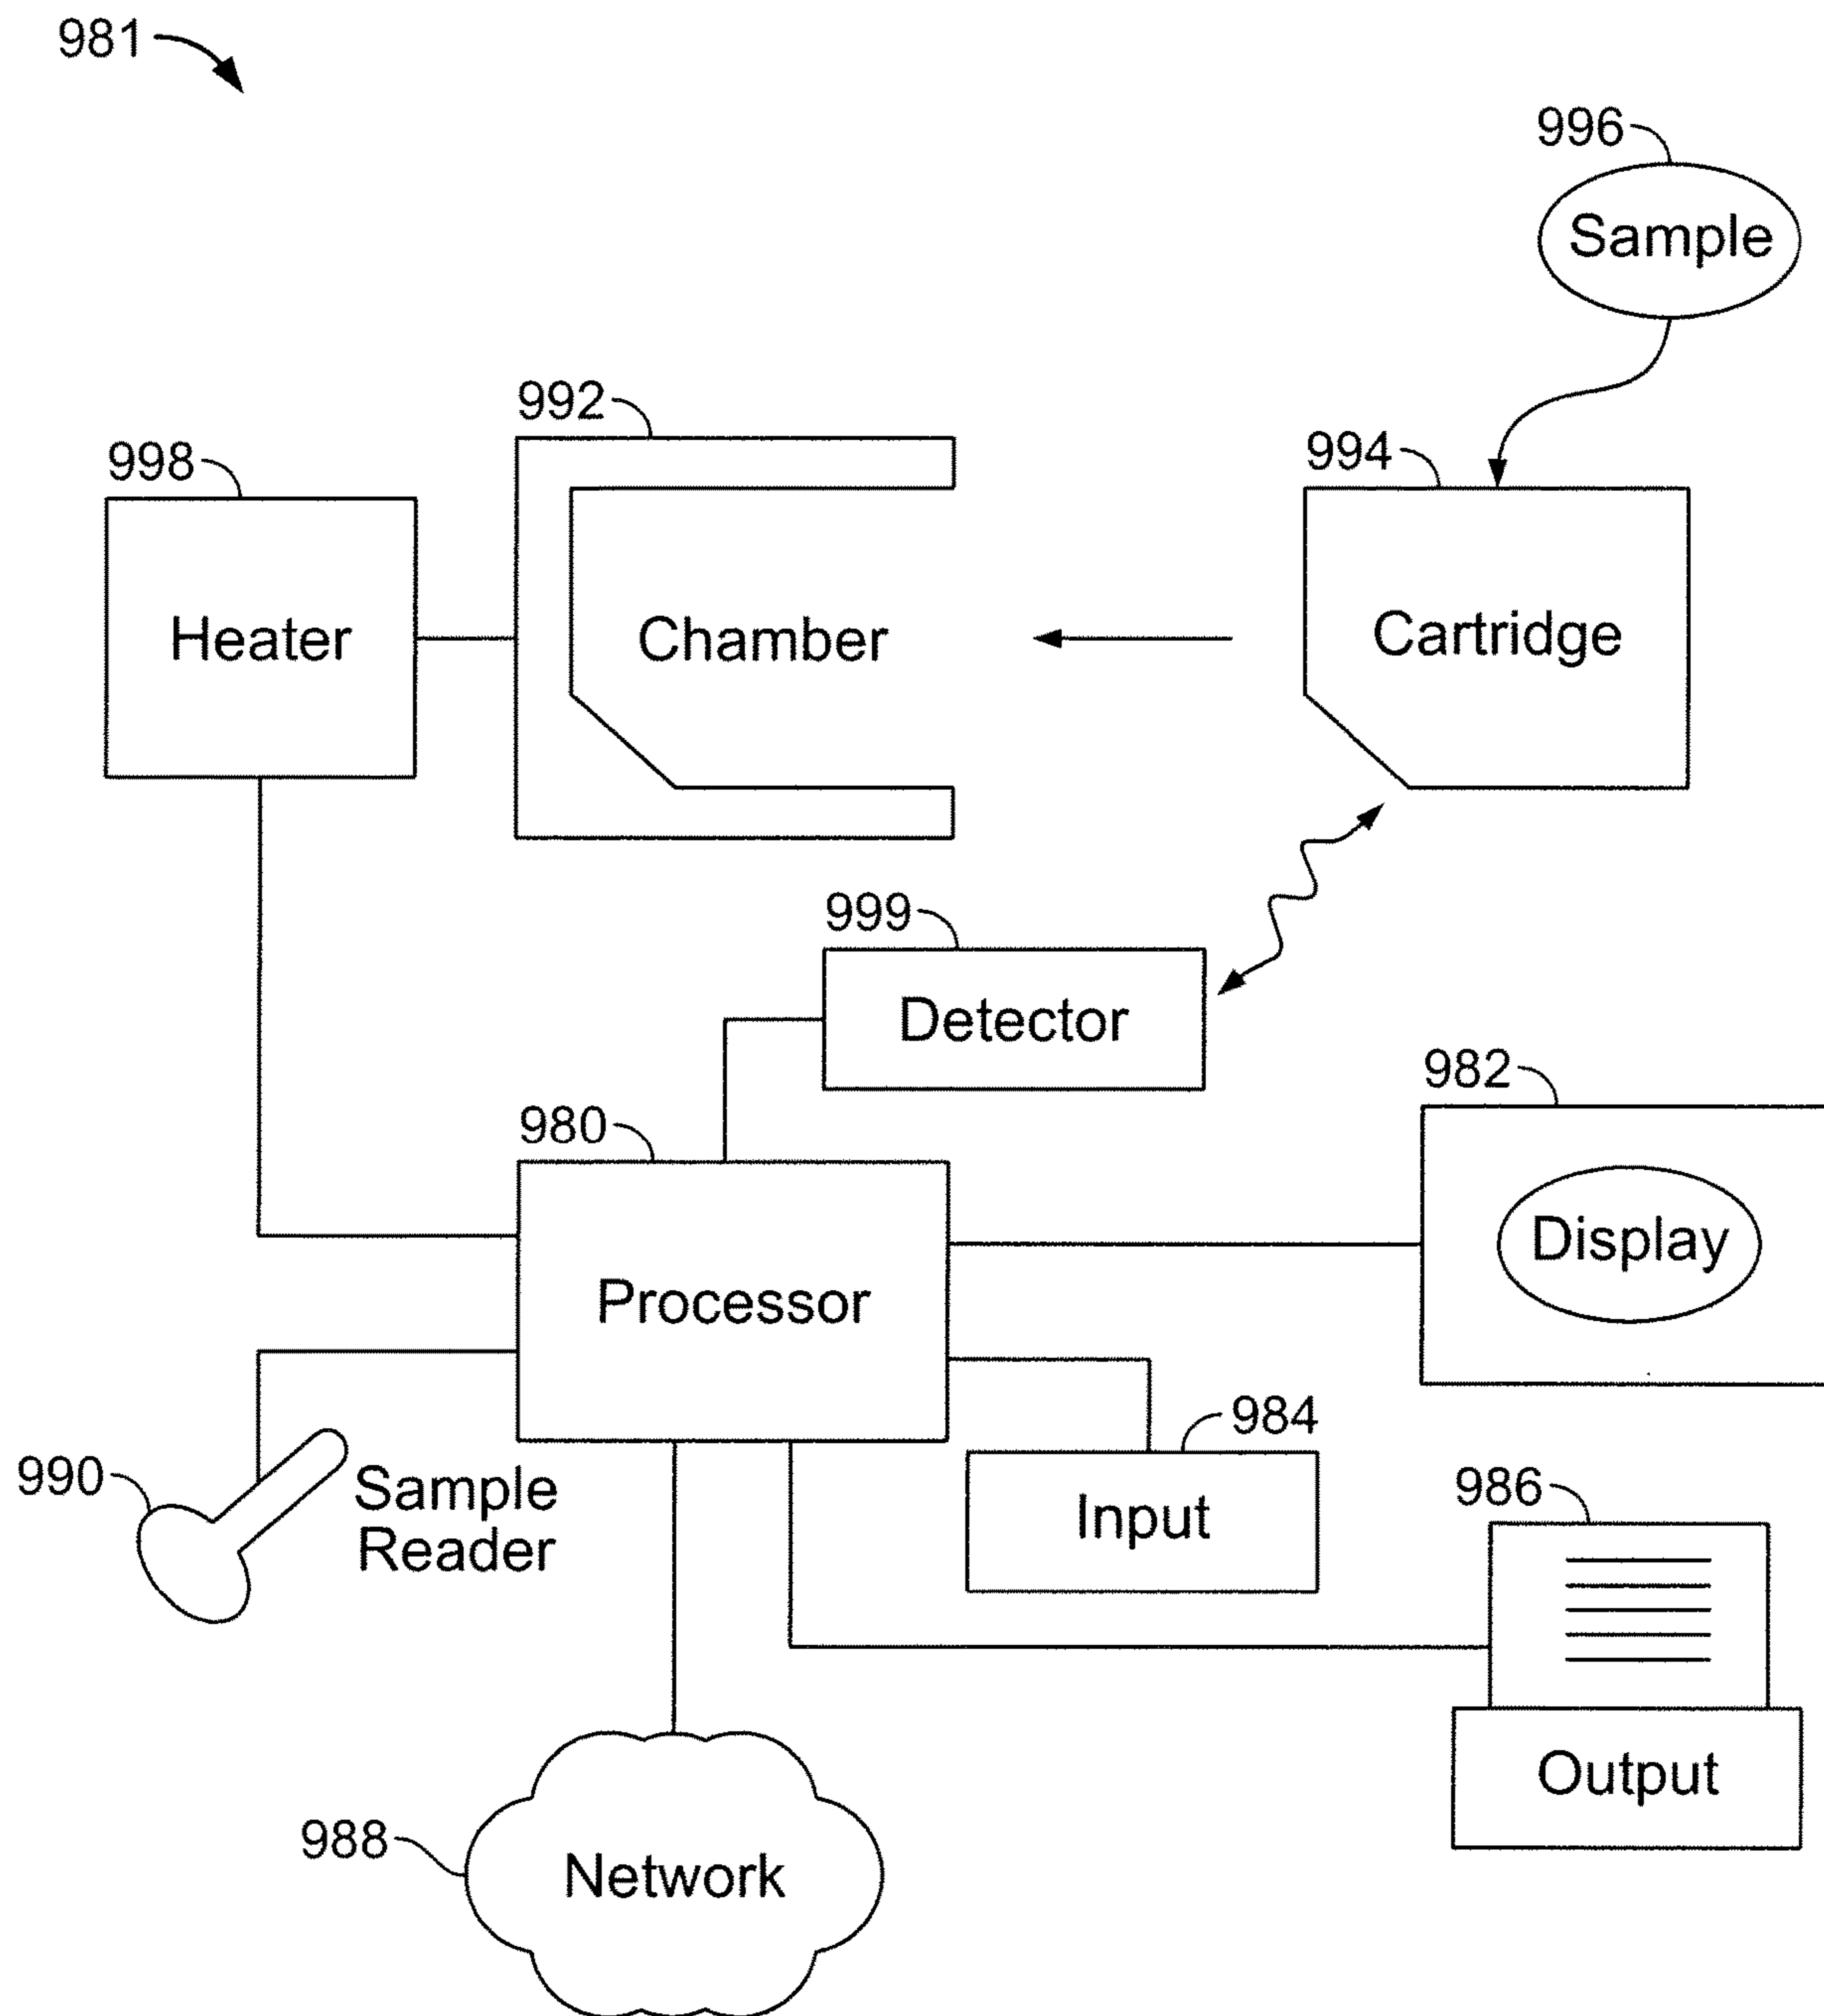 981
996
Sample
992
998
994
Heater
Chamber
Cartridge
999
Detector
982
980
Display
Processor
984
990
Sample
Reader
Input
986
Output
988
Network